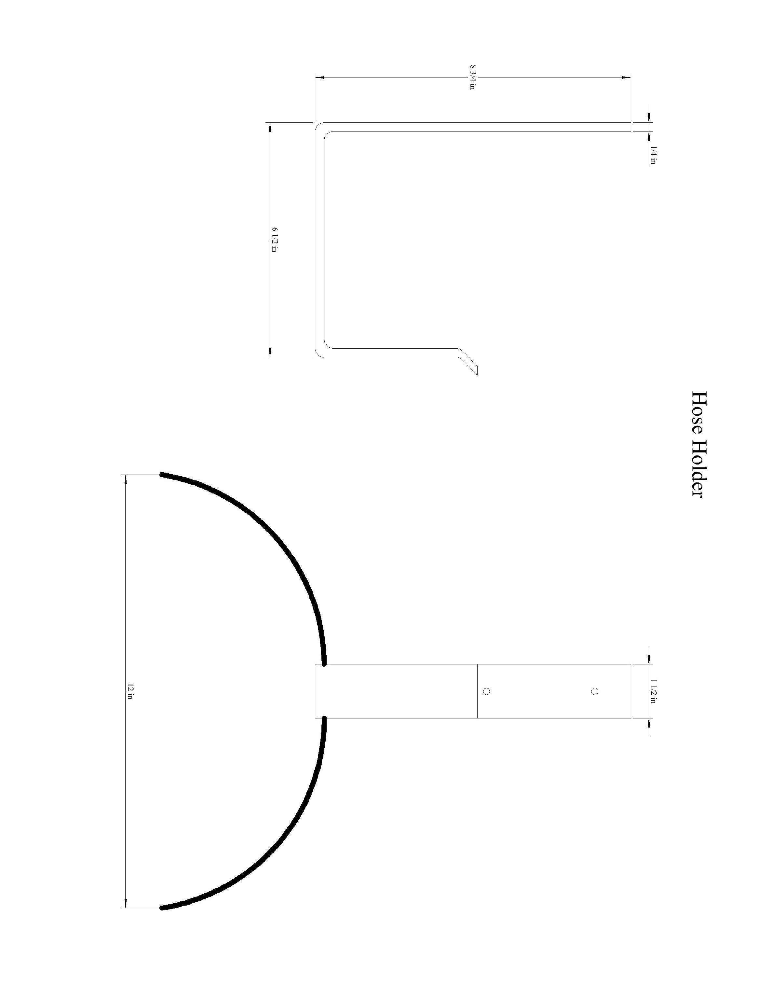 Hose Holder
1/4 in
1 1/2 in
8 3/4 in
6 1/2 in
12 in